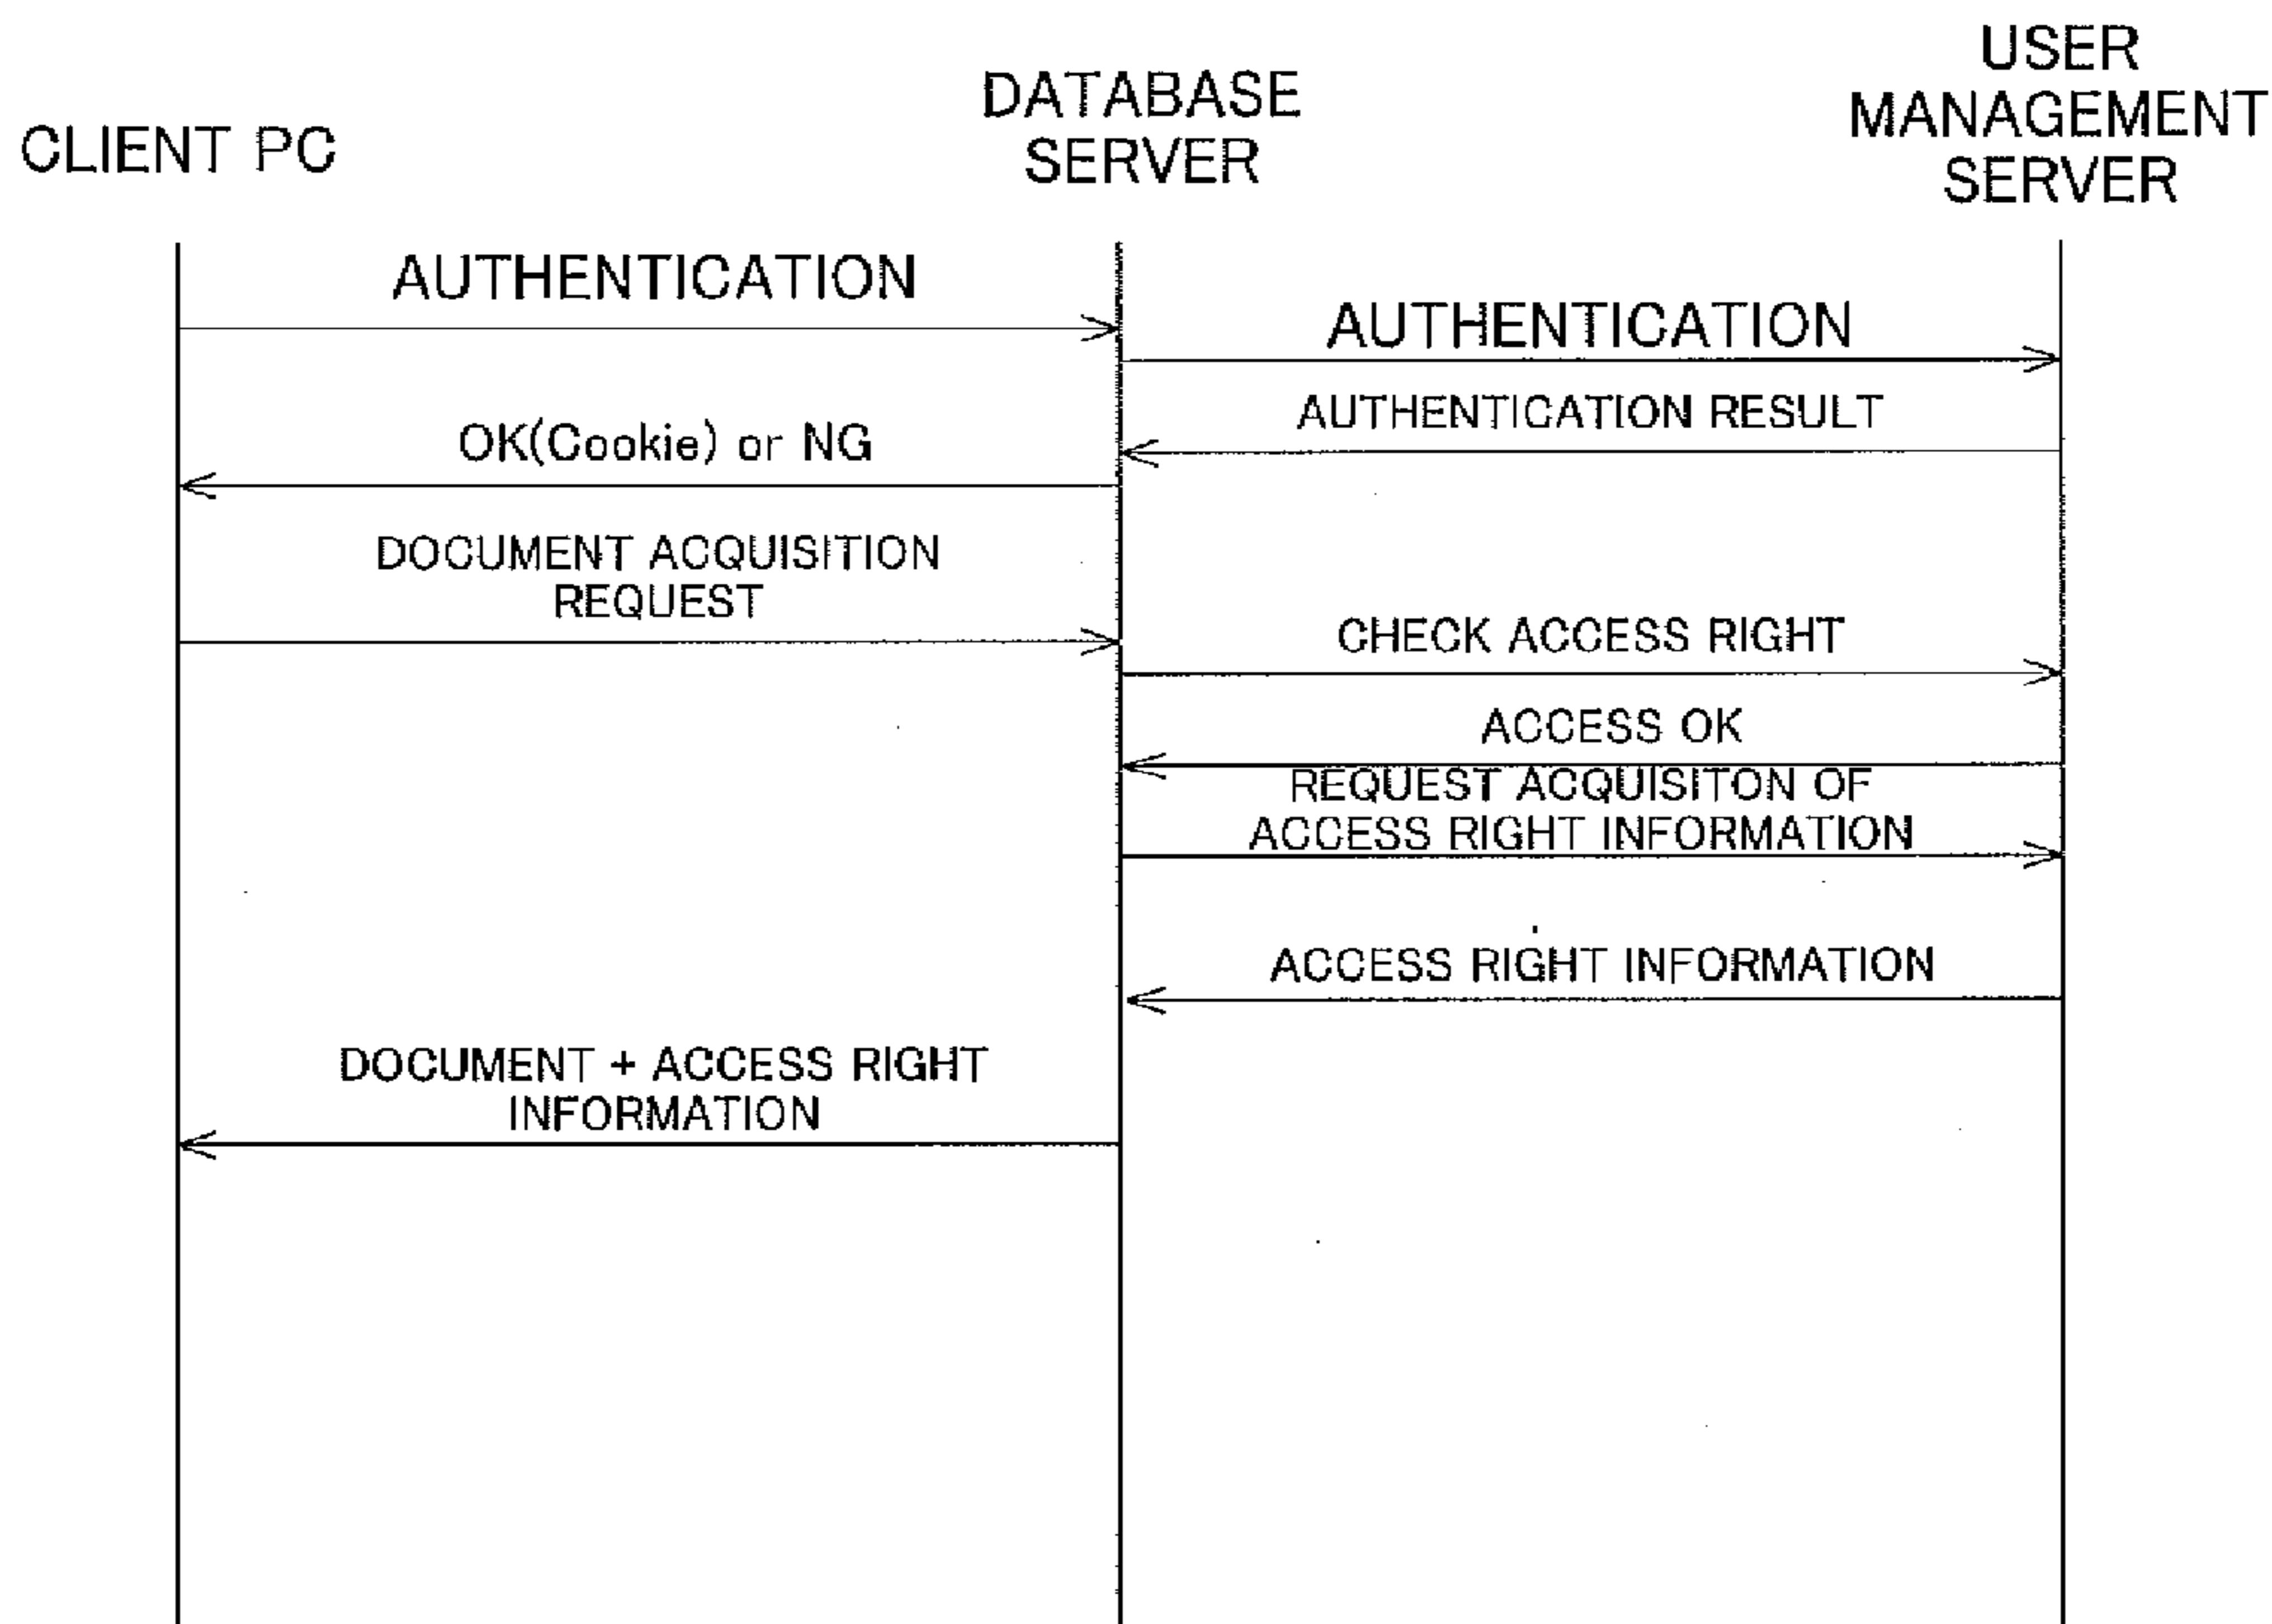 CLIENT PC
DATABASE
SERVER
USER
MANAGEMENT
SERVER
AUTHENTICATION
AUTHENTICATION
AUTHENTICATION RESULT
OK(Cookie) or NG
DOCUMENT ACQUISITION
REQUEST
CHECK ACCESS RIGHT
ACCESS OK
REQUEST ACQUISITON OF
ACCESS RIGHT INFORMATION
ACCESS RIGHT INFORMATION
DOCUMENT + ACCESS RIGHT
INFORMATION